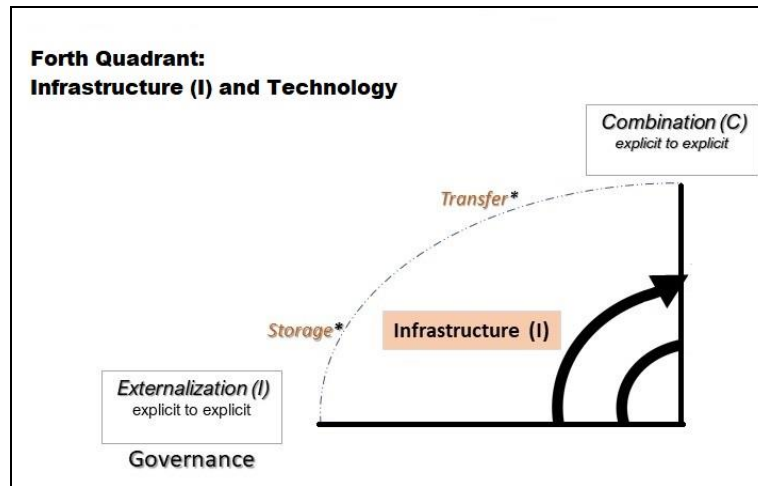 Forth Quadrant:
Infrastructure (I) and Technology
Combination (C)
explicit to explicit
Transfer*
Storage*
Infrastructure (I)
Externalization (I)
explicit to explicit
Governance